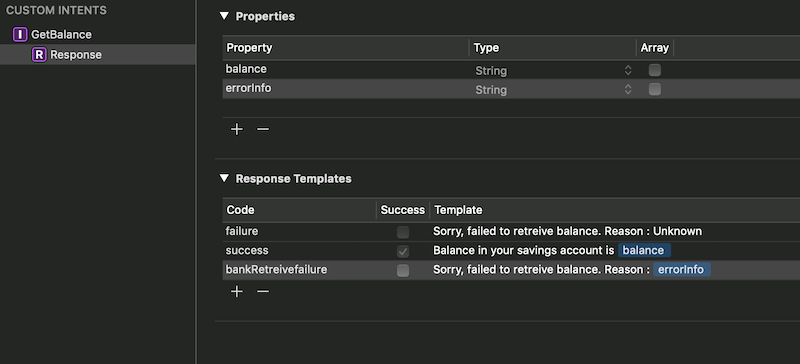 CUSTOM INTENTS
I GetBalance
R Response
Properties
Property Type Array
balance String
errorInfo String
Response Templates
Code Success Template
failure Sorry, failed to retreive balance. Reason : Unknown
success Balance in your savings account is balance
bankRetreivefailure Sorry, failed to retreive balance. Reason : errorInfo